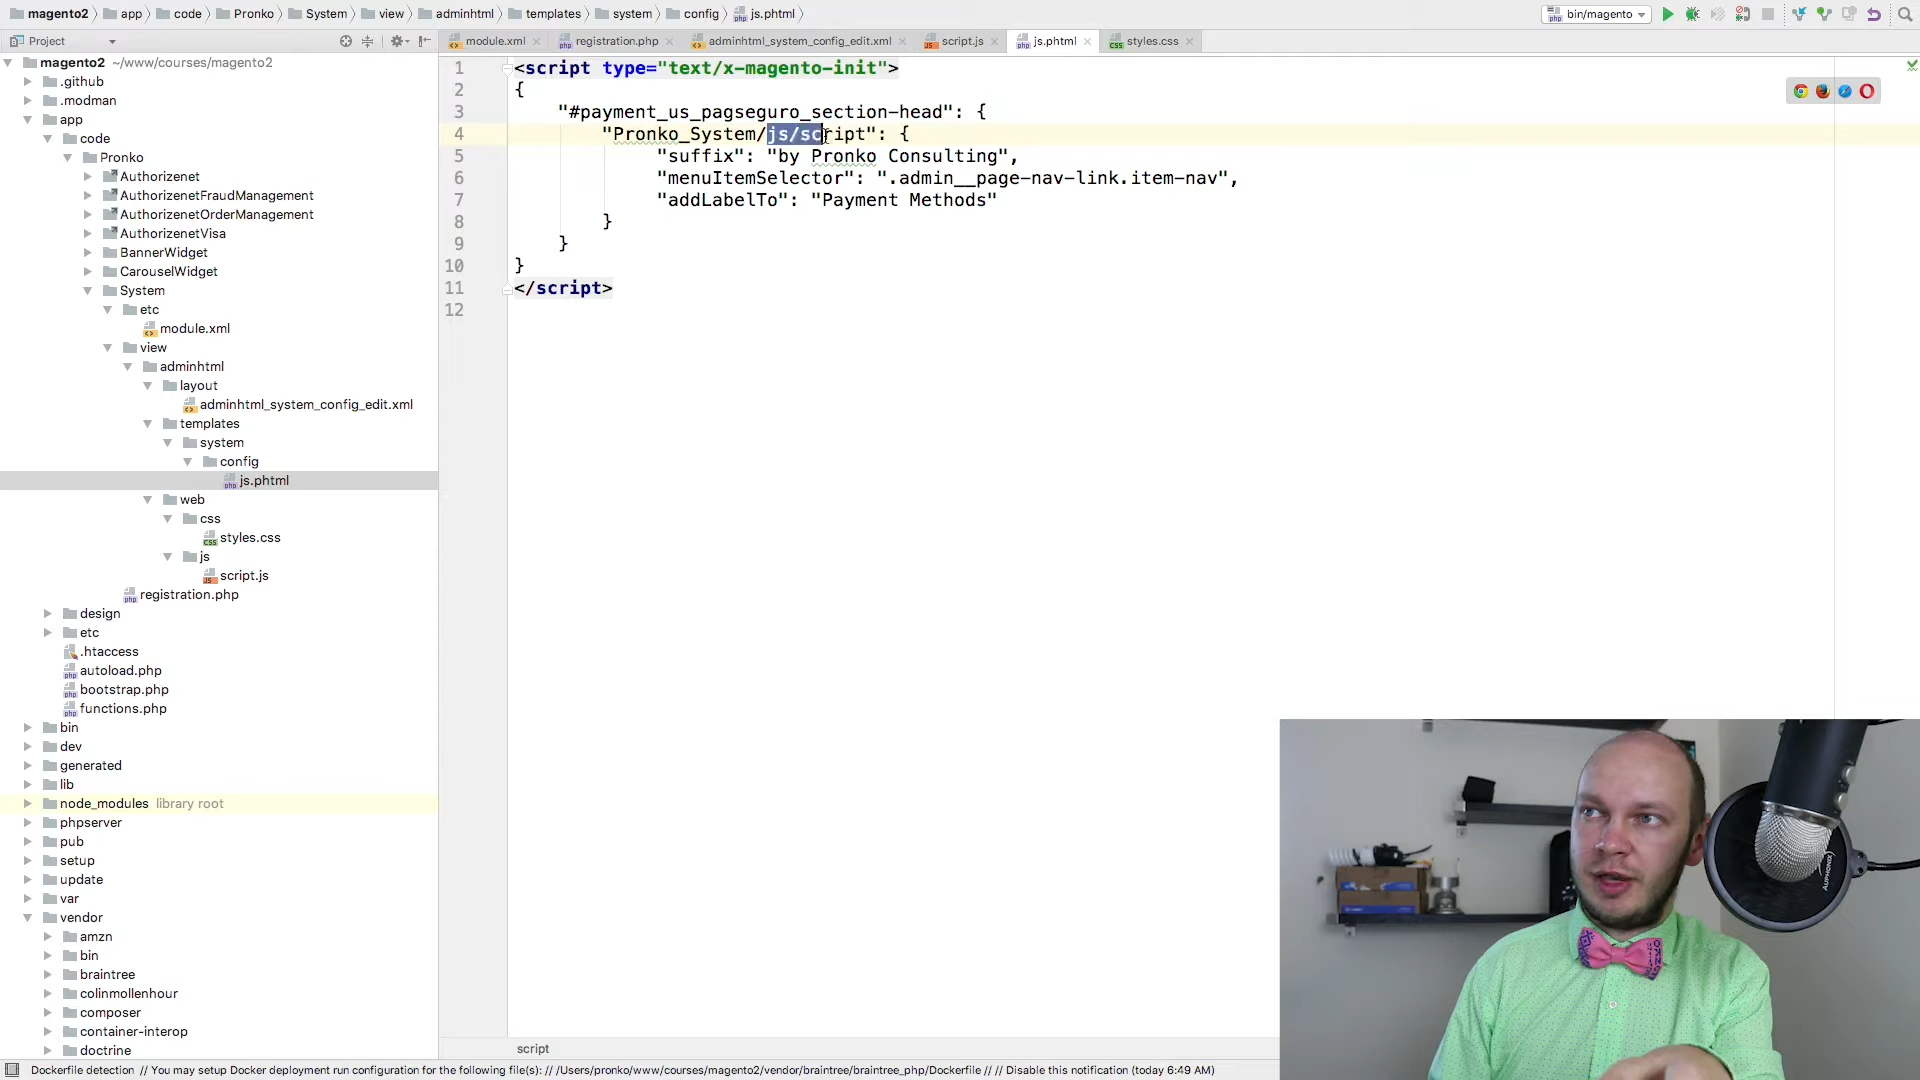 magento2 app code Pronko System view adminhtml templates system config js.phtml bin/magento
Project module.xml registration.php adminhtml_system_config_edit.xml script.js js.phtml styles.css
magento2 ~/www/courses/magento2
.github
.modman
app
code
Pronko
Authorizenet
AuthorizenetFraudManagement
AuthorizenetOrderManagement
AuthorizenetVisa
BannerWidget
CarouselWidget
System
etc
module.xml
view
adminhtml
layout
adminhtml_system_config_edit.xml
templates
system
config
js.phtml
web
css
styles.css
js
script.js
registration.php
design
etc
.htaccess
autoload.php
bootstrap.php
functions.php
bin
dev
generated
lib
node_modules library root
phpserver
pub
setup
update
var
vendor
amzn
bin
braintree
colinmollenhour
composer
container-interop
doctrine
1 <script type="text/x-magento-init">
2 {
3 "#payment_us_pagseguro_section-head": {
4 "Pronko_System/js/script": {
5 "suffix": "by Pronko Consulting",
6 "menuItemSelector": ".admin__page-nav-link.item-nav",
7 "addLabelTo": "Payment Methods"
8 }
9 }
10 }
11 </script>
12
script
Dockerfile detection // You may setup Docker deployment run configuration for the following file(s): // /Users/pronko/www/courses/magento2/vendor/braintree/braintree_php/Dockerfile // // Disable this notification (today 6:49 AM)
AUPHONIX